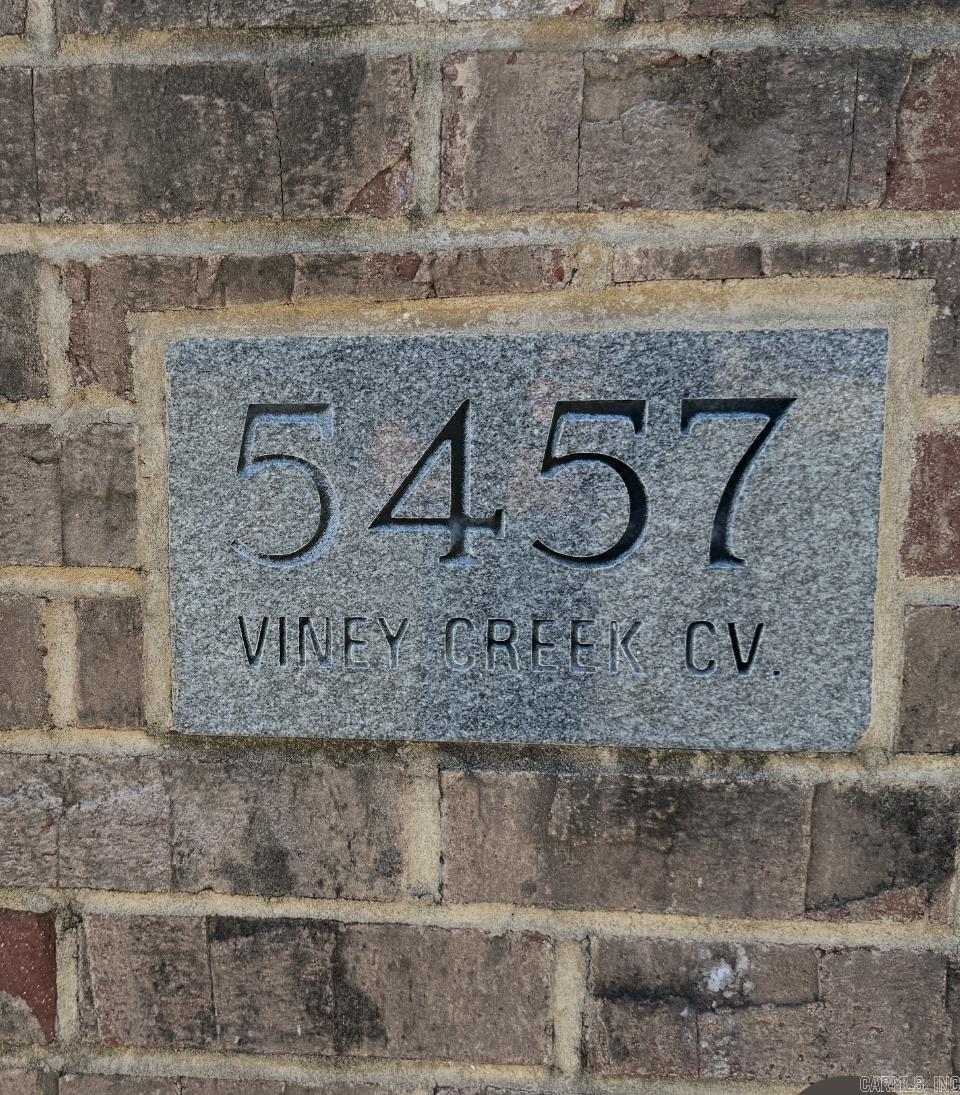 5457
VINEY CREEK CV.
CARMLS, INC